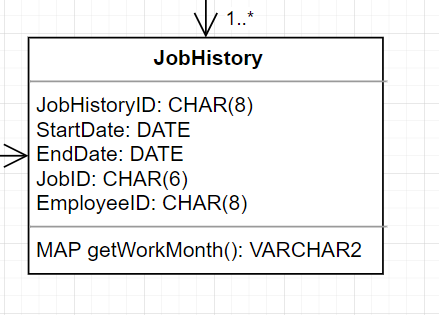 1..*
JobHistory
JobHistoryID: CHAR(8)
StartDate: DATE
EndDate: DATE
JobID: CHAR(6)
EmployeeID: CHAR(8)
MAP getWorkMonth(): VARCHAR2